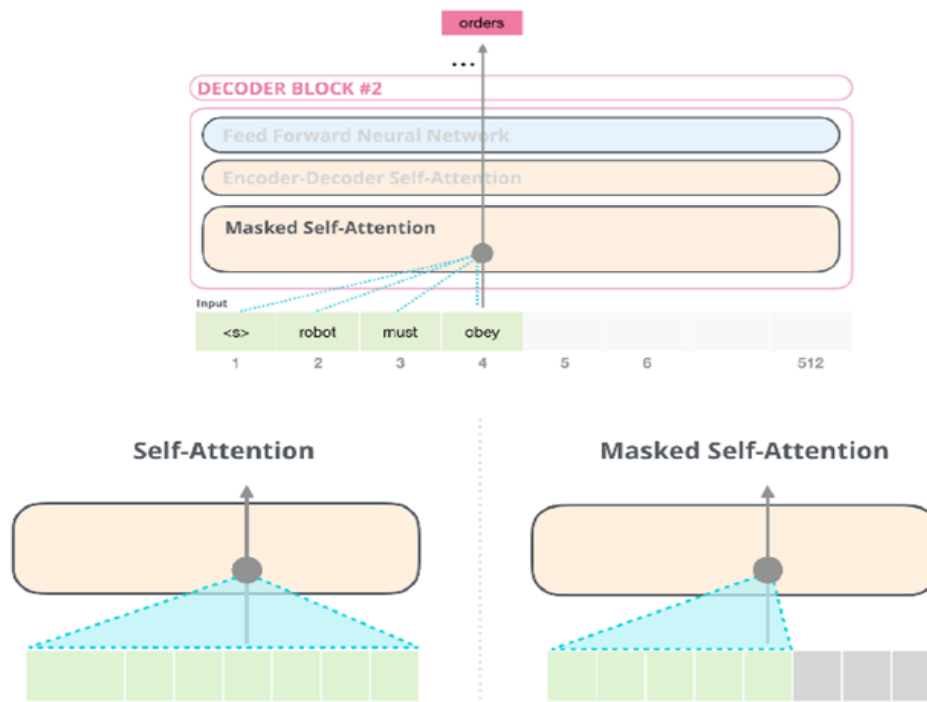 orders
...
DECODER BLOCK #2
Feed Forward Neural Network
Encoder-Decoder Self-Attention
Masked Self-Attention
Input
<s> robot must obey
1 2 3 4 5 6 512
Self-Attention Masked Self-Attention